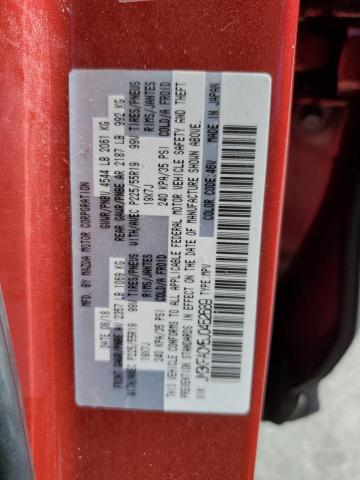 MFD. BY MAZDA MOTOR CORPORATION
DATE: 08/18 GVWR/PNBV 4544 LB 2061 KG
FRONT GAWR/PNBE AV 2357 LB 1069 KG REAR GAWR/PNBE AR 2187 LB 992 KG
WITH/AVEC P225/55R19 99V TIRES/PNEUS WITH/AVEC P225/55R19 99V TIRES/PNEUS
19X7J RIMS/JANTES 19X7J RIMS/JANTES
240 KPA/35 PSI COLD/A FROID 240 KPA/35 PSI COLD/A FROID
THIS VEHICLE CONFORMS TO ALL APPLICABLE FEDERAL MOTOR VEHICLE SAFETY AND THEFT
PREVENTION STANDARDS IN EFFECT ON THE DATE OF MANUFACTURE SHOWN ABOVE.
MADE IN JAPAN
VIN: TYPE:MPV COLOR CODE:46V